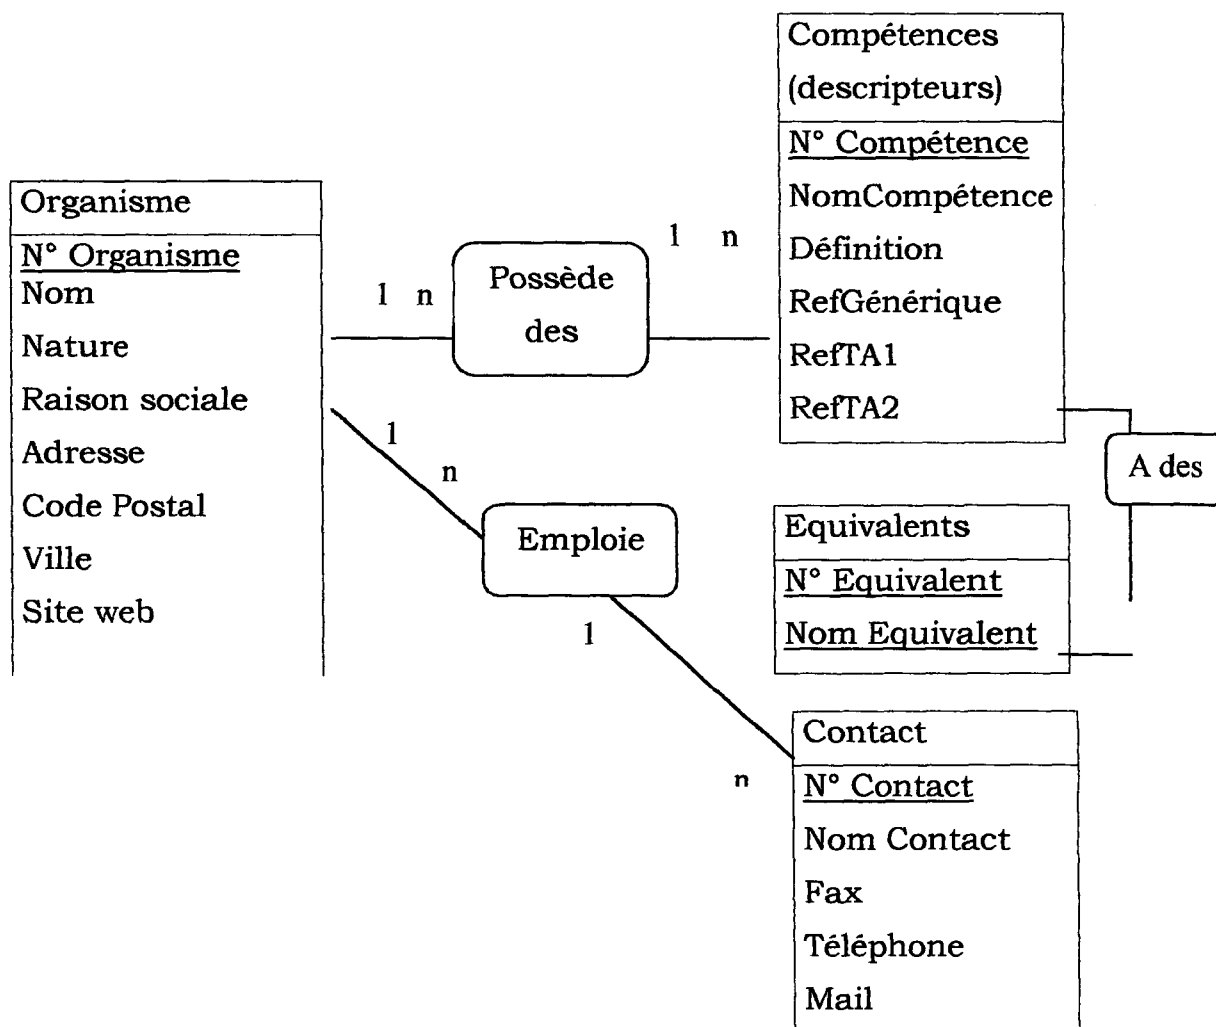 Compétences
(descripteurs)
N° Compétence
NomCompétence
Définition
RefGénérique
RefTA1
RefTA2
Organisme
N° Organisme
Nom
Nature
Raison sociale
Adresse
Code Postal
Ville
Site web
1 n
Possède
des
1 n
A des
1
n
Emploie
1
n
Equivalents
N° Equivalent
Nom Equivalent
Contact
N° Contact
Nom Contact
Fax
Téléphone
Mail